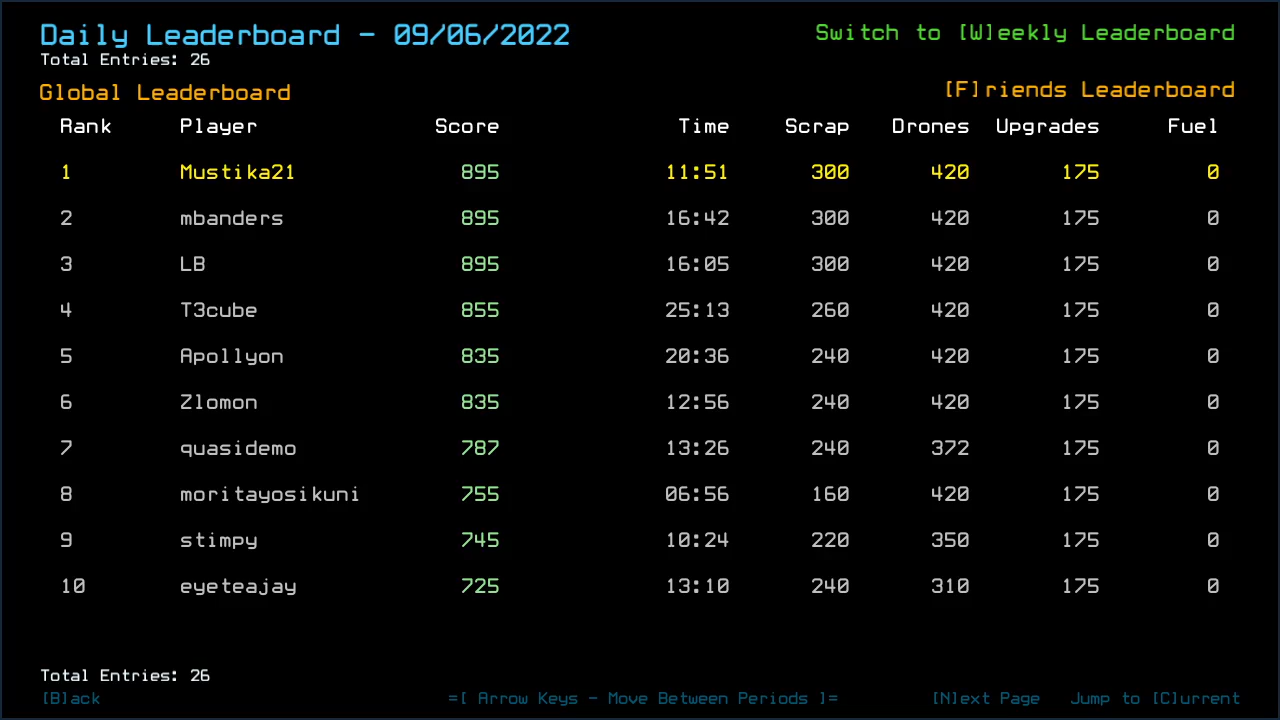 Daily Leaderboard - 09/06/2022 Switch to [W]eekly Leaderboard
Total Entries: 26
Global Leaderboard [F]riends Leaderboard
Rank Player Score Time Scrap Drones Upgrades Fuel
1 Mustika21 895 11:51 300 420 175 0
2 mbanders 895 16:42 300 420 175 0
3 LB 895 16:05 300 420 175 0
4 T3cube 855 25:13 260 420 175 0
5 Apollyon 835 20:36 240 420 175 0
6 Zlomon 835 12:56 240 420 175 0
7 quasidemo 787 13:26 240 372 175 0
8 moritayosikuni 755 06:56 160 420 175 0
9 stimpy 745 10:24 220 350 175 0
10 eyeteajay 725 13:10 240 310 175 0
Total Entries: 26
[B]ack =[ Arrow Keys - Move Between Periods ]= [N]ext Page Jump to [C]urrent